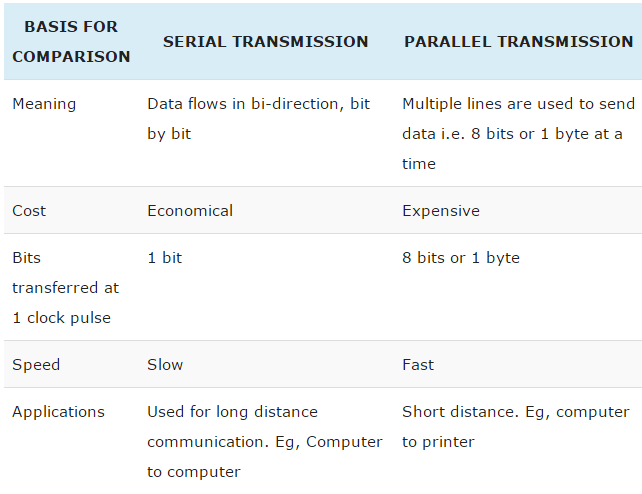 BASIS FOR COMPARISON SERIAL TRANSMISSION PARALLEL TRANSMISSION
Meaning Data flows in bi-direction, bit by bit Multiple lines are used to send data i.e. 8 bits or 1 byte at a time
Cost Economical Expensive
Bits transferred at 1 clock pulse 1 bit 8 bits or 1 byte
Speed Slow Fast
Applications Used for long distance communication. Eg, Computer to computer Short distance. Eg, computer to printer